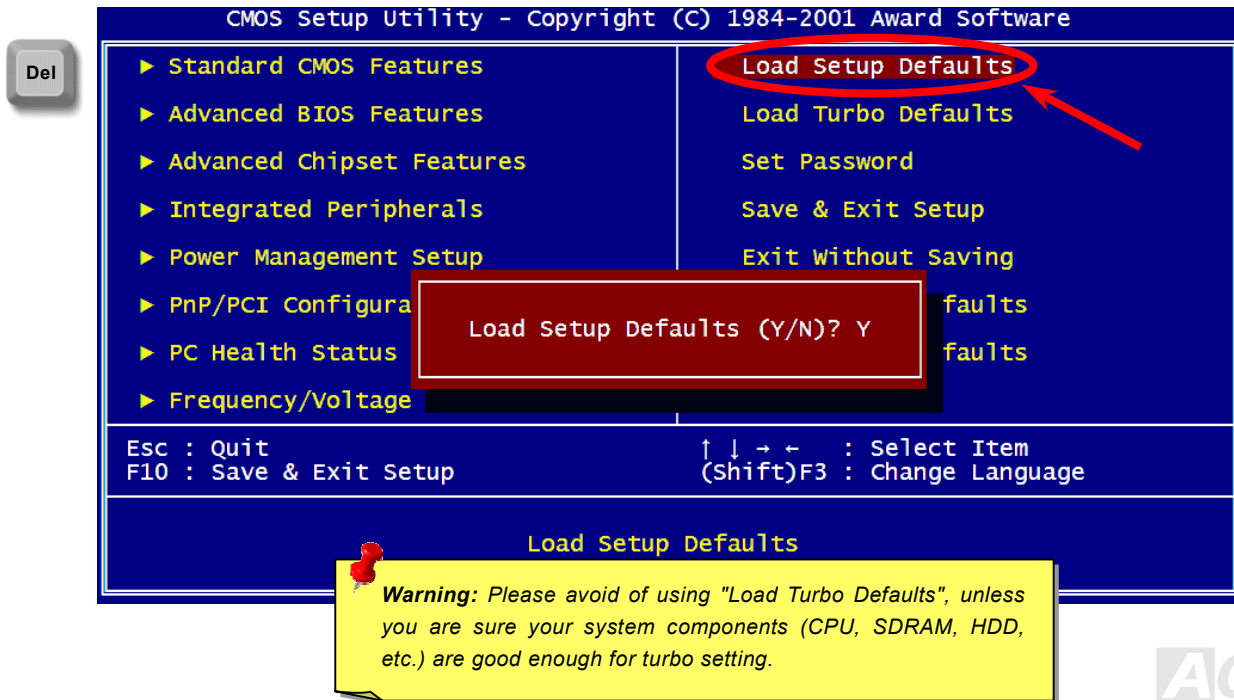 CMOS Setup Utility - Copyright (C) 1984-2001 Award Software
Del
► Standard CMOS Features
► Advanced BIOS Features
► Advanced Chipset Features
► Integrated Peripherals
► Power Management Setup
► PnP/PCI Configura
► PC Health Status
► Frequency/Voltage
Load Setup Defaults
Load Turbo Defaults
Set Password
Save & Exit Setup
Exit Without Saving
faults
faults
Load Setup Defaults (Y/N)? Y
Esc : Quit
F10 : Save & Exit Setup
↑ ↓ → ← : Select Item
(Shift)F3 : Change Language
Load Setup Defaults
Warning: Please avoid of using "Load Turbo Defaults", unless
you are sure your system components (CPU, SDRAM, HDD,
etc.) are good enough for turbo setting.